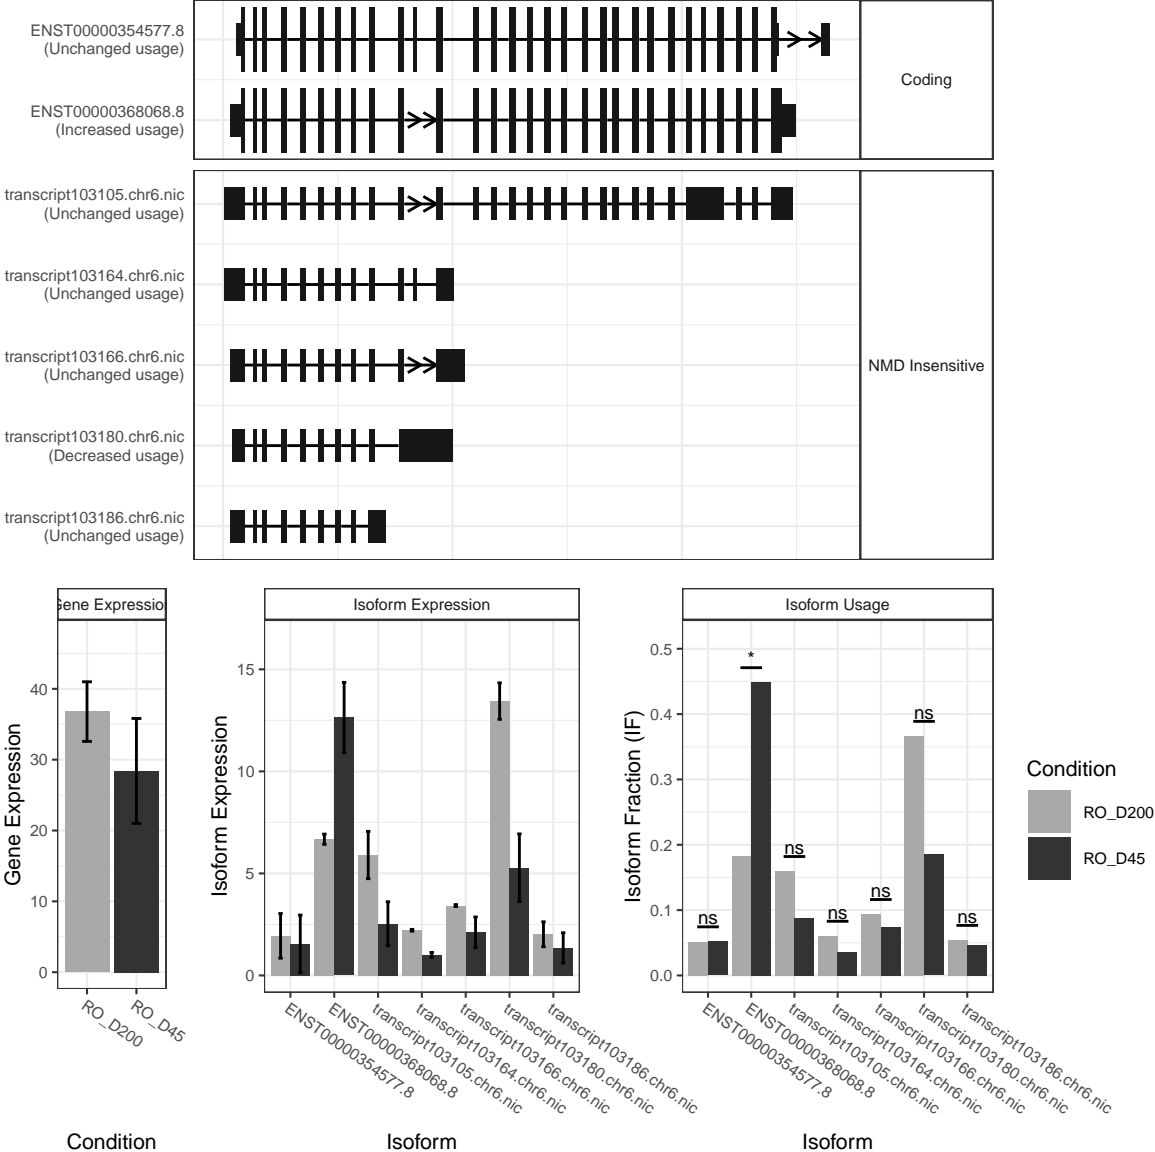 ENST00000354577.8
(Unchanged usage)
Coding
ENST00000368068.8
(Increased usage)
transcript103105.chr6.nic
(Unchanged usage)
transcript103164.chr6.nic
(Unchanged usage)
transcript103166.chr6.nic
(Unchanged usage)
NMD Insensitive
transcript103180.chr6.nic
(Decreased usage)
transcript103186.chr6.nic
(Unchanged usage)
Gene Expression
Gene Expression
40
30
20
10
0
RO_D200
RO_D45
Condition
Isoform Expression
Isoform Expression
15
10
5
0
ENST00000354577.8
ENST00000368068.8
transcript103105.chr6.nic
transcript103164.chr6.nic
transcript103166.chr6.nic
transcript103180.chr6.nic
transcript103186.chr6.nic
Isoform
Isoform Usage
Isoform Fraction (IF)
0.5
0.4
0.3
0.2
0.1
0.0
ns
*
ns
ns
ns
ns
ns
ENST00000354577.8
ENST00000368068.8
transcript103105.chr6.nic
transcript103164.chr6.nic
transcript103166.chr6.nic
transcript103180.chr6.nic
transcript103186.chr6.nic
Isoform
Condition
RO_D200
RO_D45